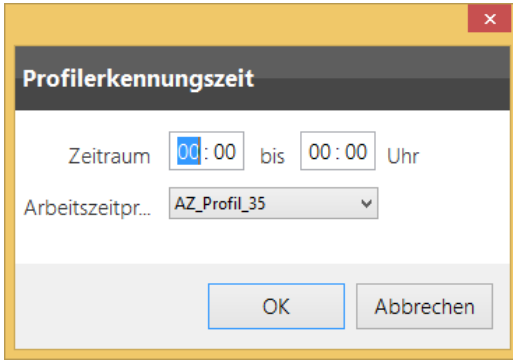 Profilerkennungszeit
Zeitraum 00 : 00 bis 00 : 00 Uhr
Arbeitszeitpr... AZ_Profil_35
OK Abbrechen